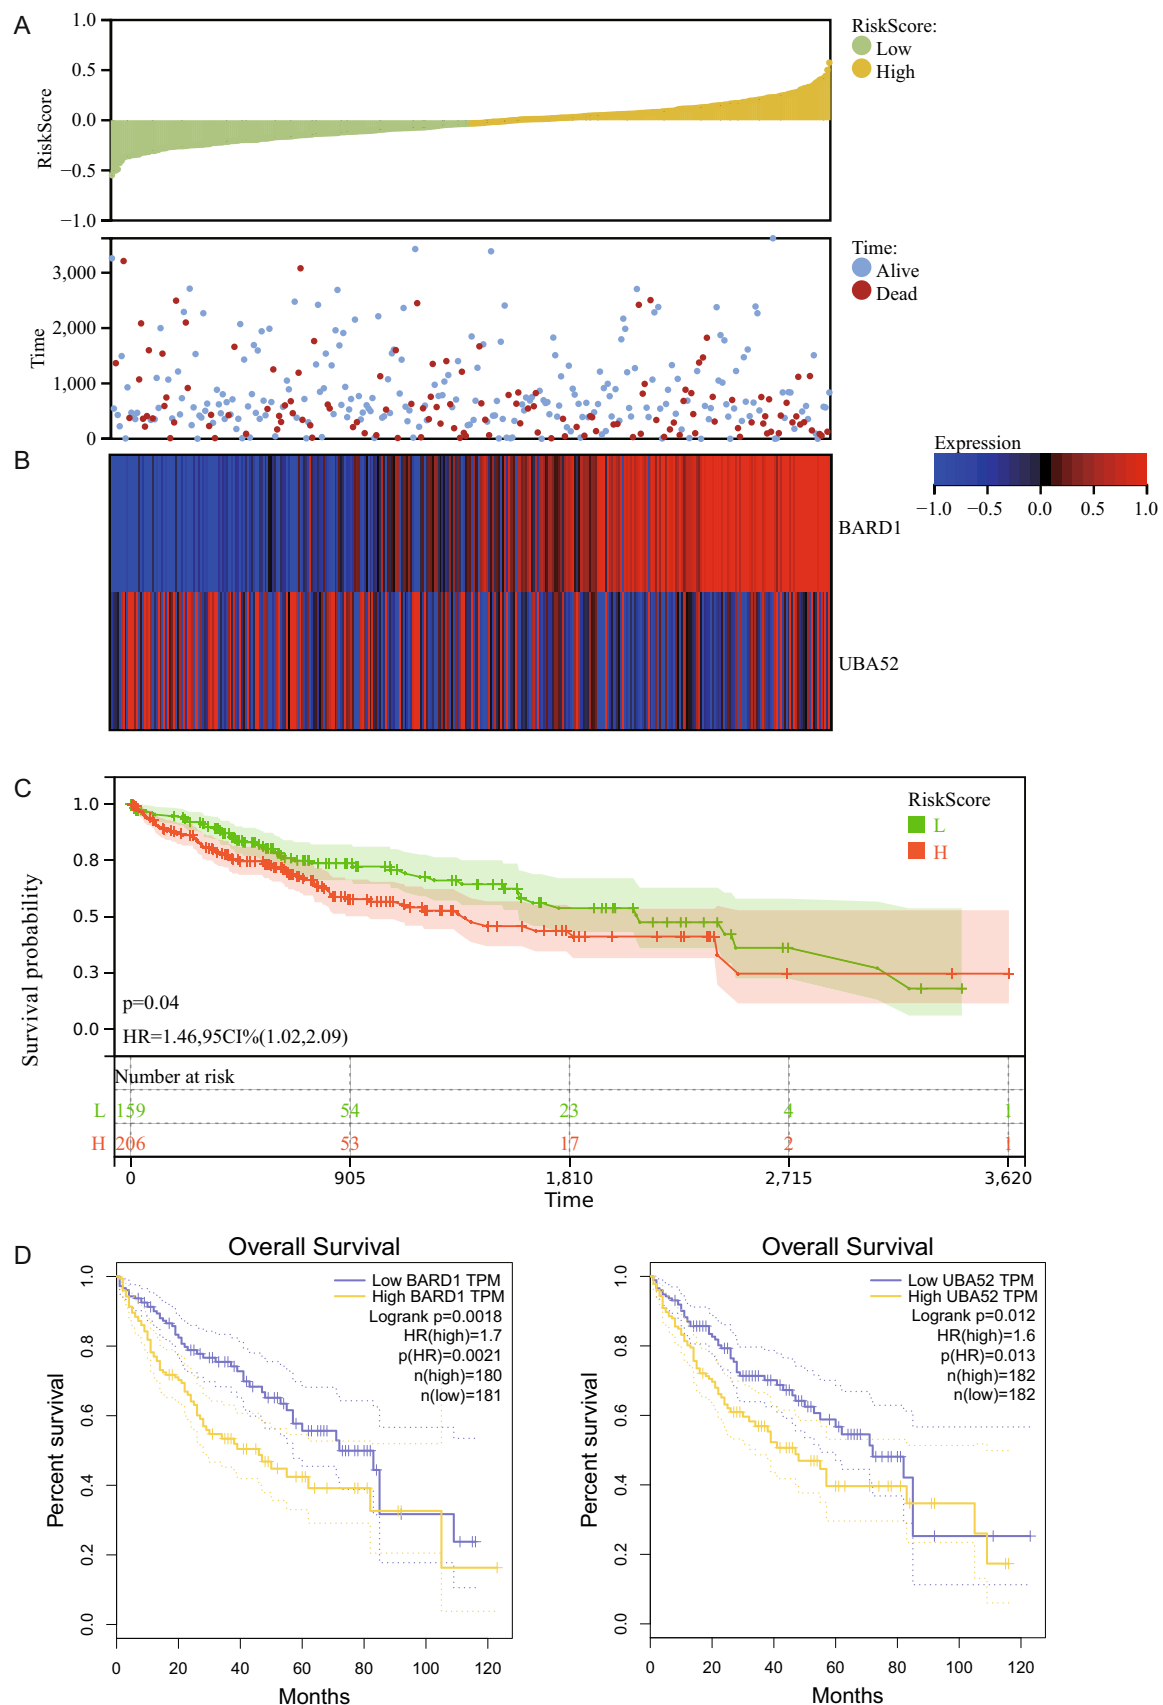 A
1.0
0.5
0.0
−0.5
−1.0
RiskScore
RiskScore:
Low
High
3,000
2,000
1,000
0
Time
Time:
Alive
Dead
B
BARD1
UBA52
Expression
−1.0 −0.5 0.0 0.5 1.0
C
1.0
0.8
0.5
0.3
0.0
Survival probability
RiskScore
L
H
p=0.04
HR=1.46,95CI%(1.02,2.09)
Number at risk
L 159 54 23 4 1
H 206 53 17 2 1
0 905 1,810 2,715 3,620
Time
D
Overall Survival
Low BARD1 TPM
High BARD1 TPM
Logrank p=0.0018
HR(high)=1.7
p(HR)=0.0021
n(high)=180
n(low)=181
1.0
0.8
0.6
0.4
0.2
0.0
Percent survival
0 20 40 60 80 100 120
Months
Overall Survival
Low UBA52 TPM
High UBA52 TPM
Logrank p=0.012
HR(high)=1.6
p(HR)=0.013
n(high)=182
n(low)=182
1.0
0.8
0.6
0.4
0.2
0.0
Percent survival
0 20 40 60 80 100 120
Months